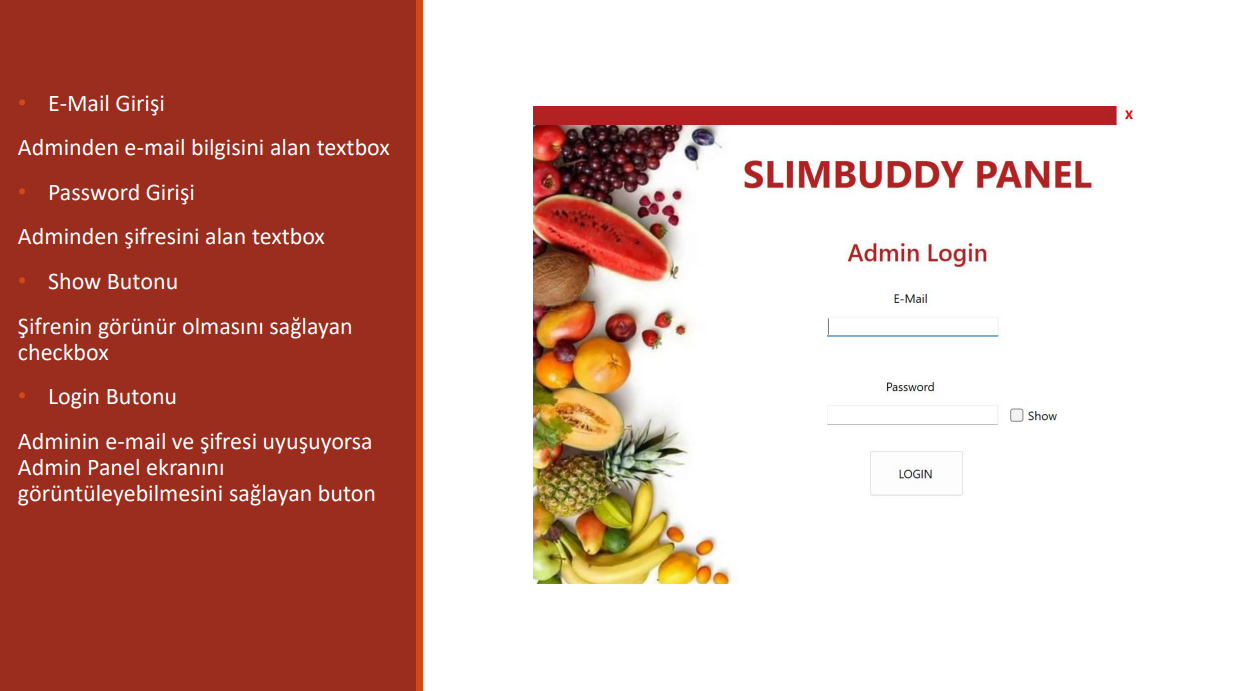 • E-Mail Girişi
Adminden e-mail bilgisini alan textbox
• Password Girişi
Adminden şifresini alan textbox
• Show Butonu
Şifrenin görünür olmasını sağlayan
checkbox
• Login Butonu
Adminin e-mail ve şifresi uyuşuyorsa
Admin Panel ekranını
görüntüleyebilmesini sağlayan buton
X
SLIMBUDDY PANEL
Admin Login
E-Mail
Password
Show
LOGIN